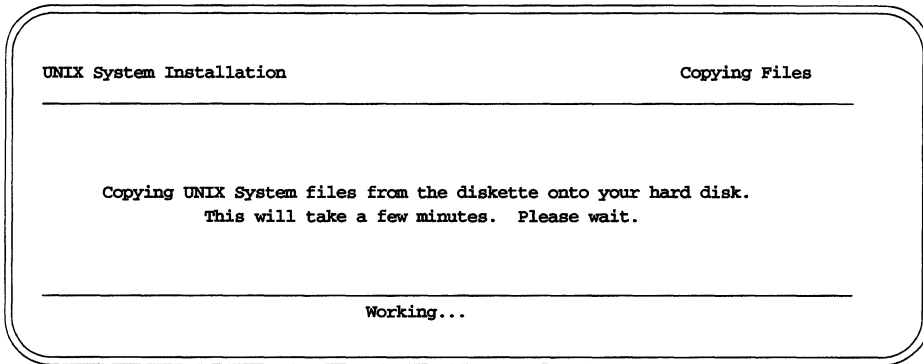 UNIX System Installation Copying Files
Copying UNIX System files from the diskette onto your hard disk.
This will take a few minutes. Please wait.
Working...